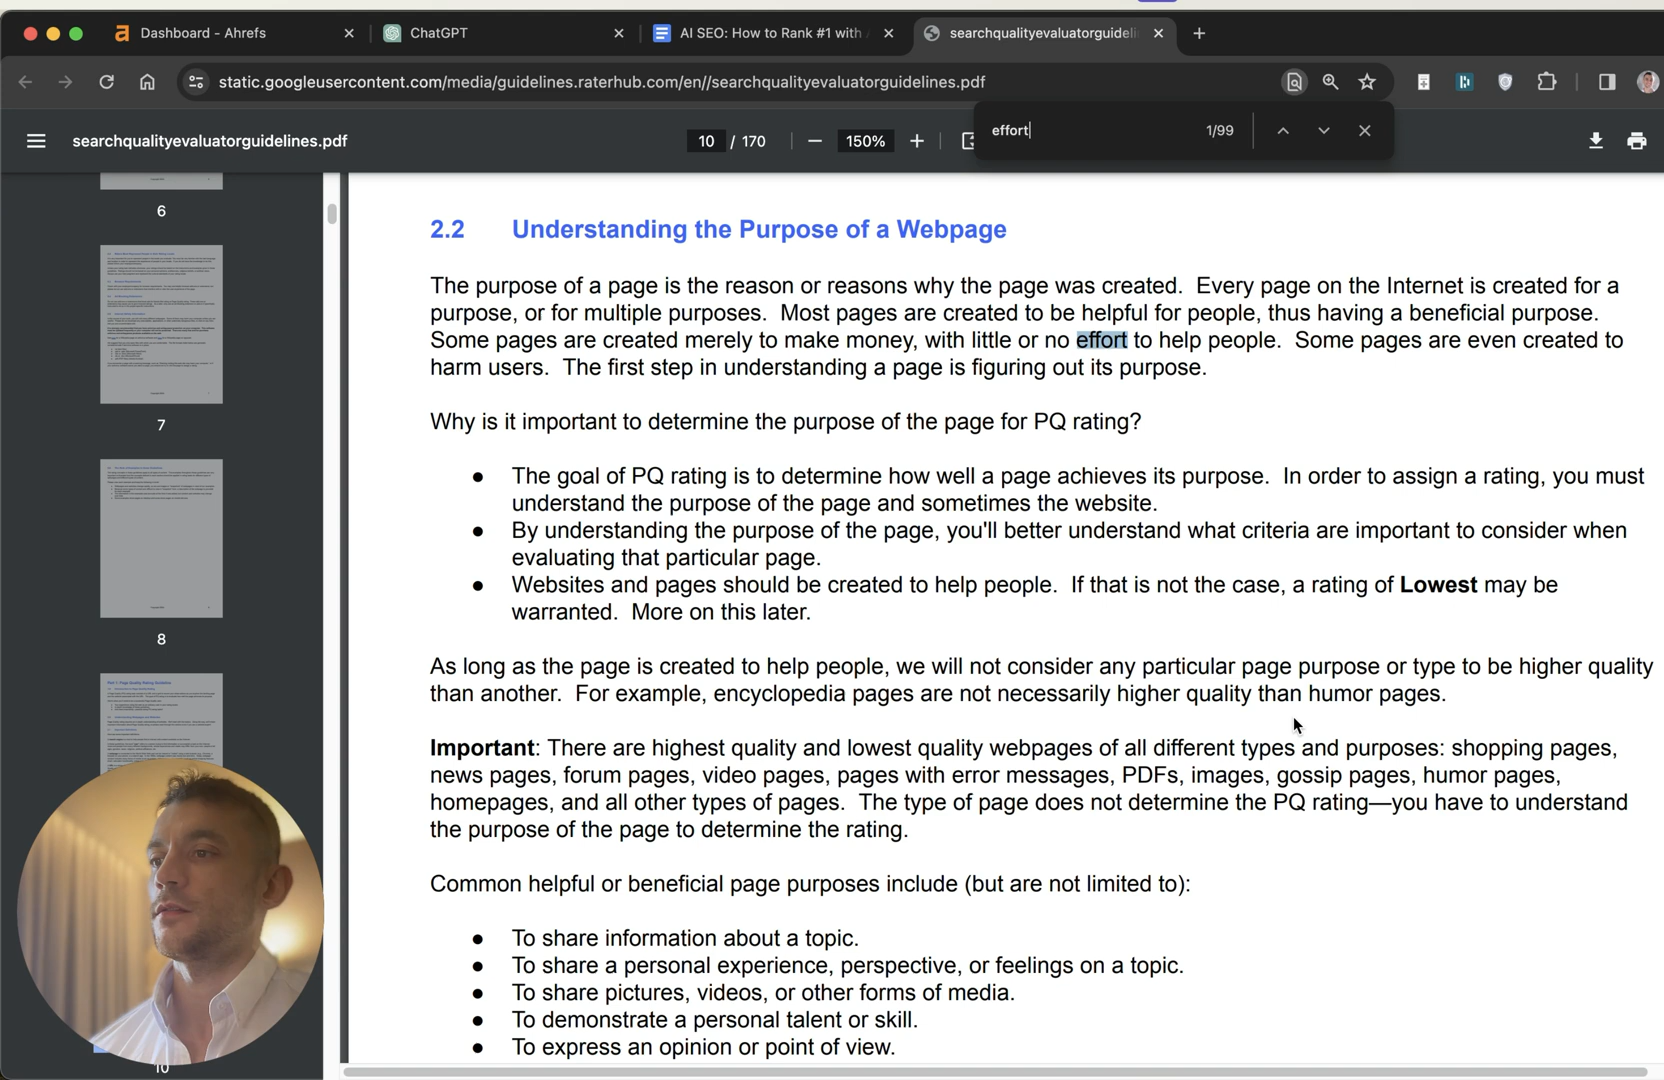 Dashboard - Ahrefs
ChatGPT
AI SEO: How to Rank #1 with
searchqualityevaluatorguideli
static.googleusercontent.com/media/guidelines.raterhub.com/en//searchqualityevaluatorguidelines.pdf
searchqualityevaluatorguidelines.pdf
10 / 170
150%
effort
1/99
6
7
8
10
2.2 Understanding the Purpose of a Webpage
The purpose of a page is the reason or reasons why the page was created. Every page on the Internet is created for a
purpose, or for multiple purposes. Most pages are created to be helpful for people, thus having a beneficial purpose.
Some pages are created merely to make money, with little or no effort to help people. Some pages are even created to
harm users. The first step in understanding a page is figuring out its purpose.
Why is it important to determine the purpose of the page for PQ rating?
● The goal of PQ rating is to determine how well a page achieves its purpose. In order to assign a rating, you must
understand the purpose of the page and sometimes the website.
● By understanding the purpose of the page, you'll better understand what criteria are important to consider when
evaluating that particular page.
● Websites and pages should be created to help people. If that is not the case, a rating of Lowest may be
warranted. More on this later.
As long as the page is created to help people, we will not consider any particular page purpose or type to be higher quality
than another. For example, encyclopedia pages are not necessarily higher quality than humor pages.
Important: There are highest quality and lowest quality webpages of all different types and purposes: shopping pages,
news pages, forum pages, video pages, pages with error messages, PDFs, images, gossip pages, humor pages,
homepages, and all other types of pages. The type of page does not determine the PQ rating—you have to understand
the purpose of the page to determine the rating.
Common helpful or beneficial page purposes include (but are not limited to):
● To share information about a topic.
● To share a personal experience, perspective, or feelings on a topic.
● To share pictures, videos, or other forms of media.
● To demonstrate a personal talent or skill.
● To express an opinion or point of view.